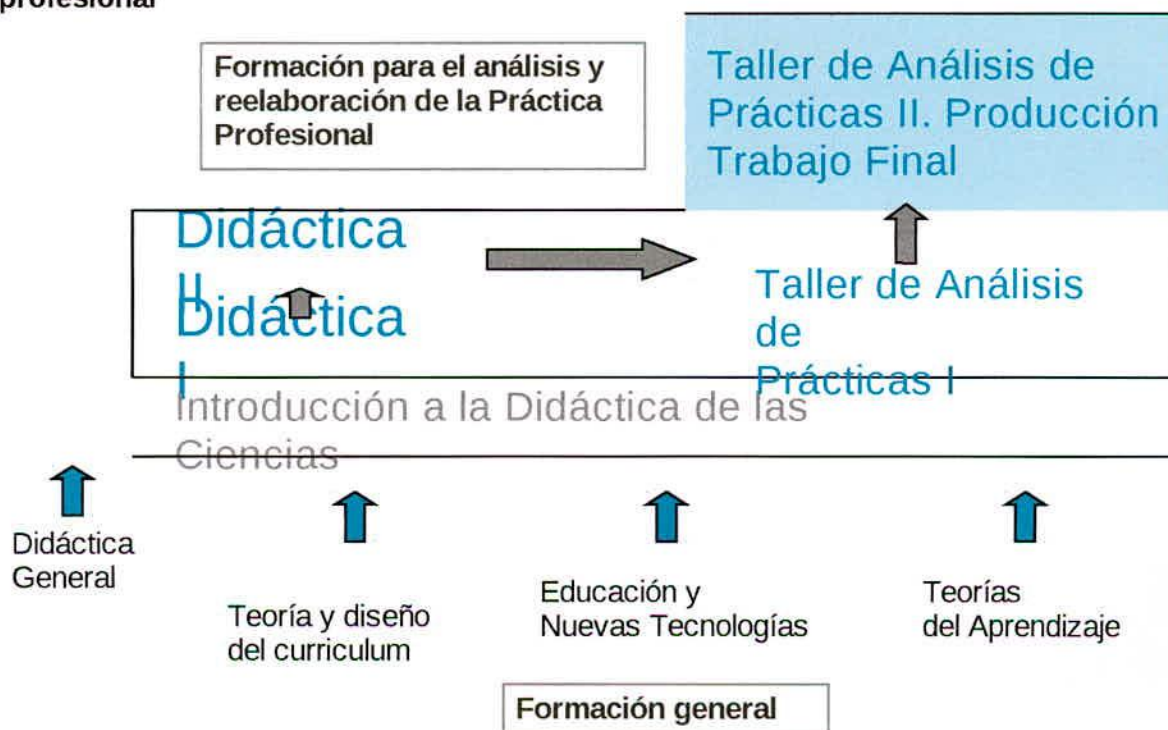 profesional
Formación para el análisis y
reelaboración de la Práctica
Profesional
Taller de Análisis de
Prácticas II. Producción
Trabajo Final
Didáctica
II
Didáctica
I
Taller de Análisis
de
Prácticas I
Introducción a la Didáctica de las
Ciencias
Didáctica
General
Teoría y diseño
del curriculum
Educación y
Nuevas Tecnologías
Teorías
del Aprendizaje
Formación general